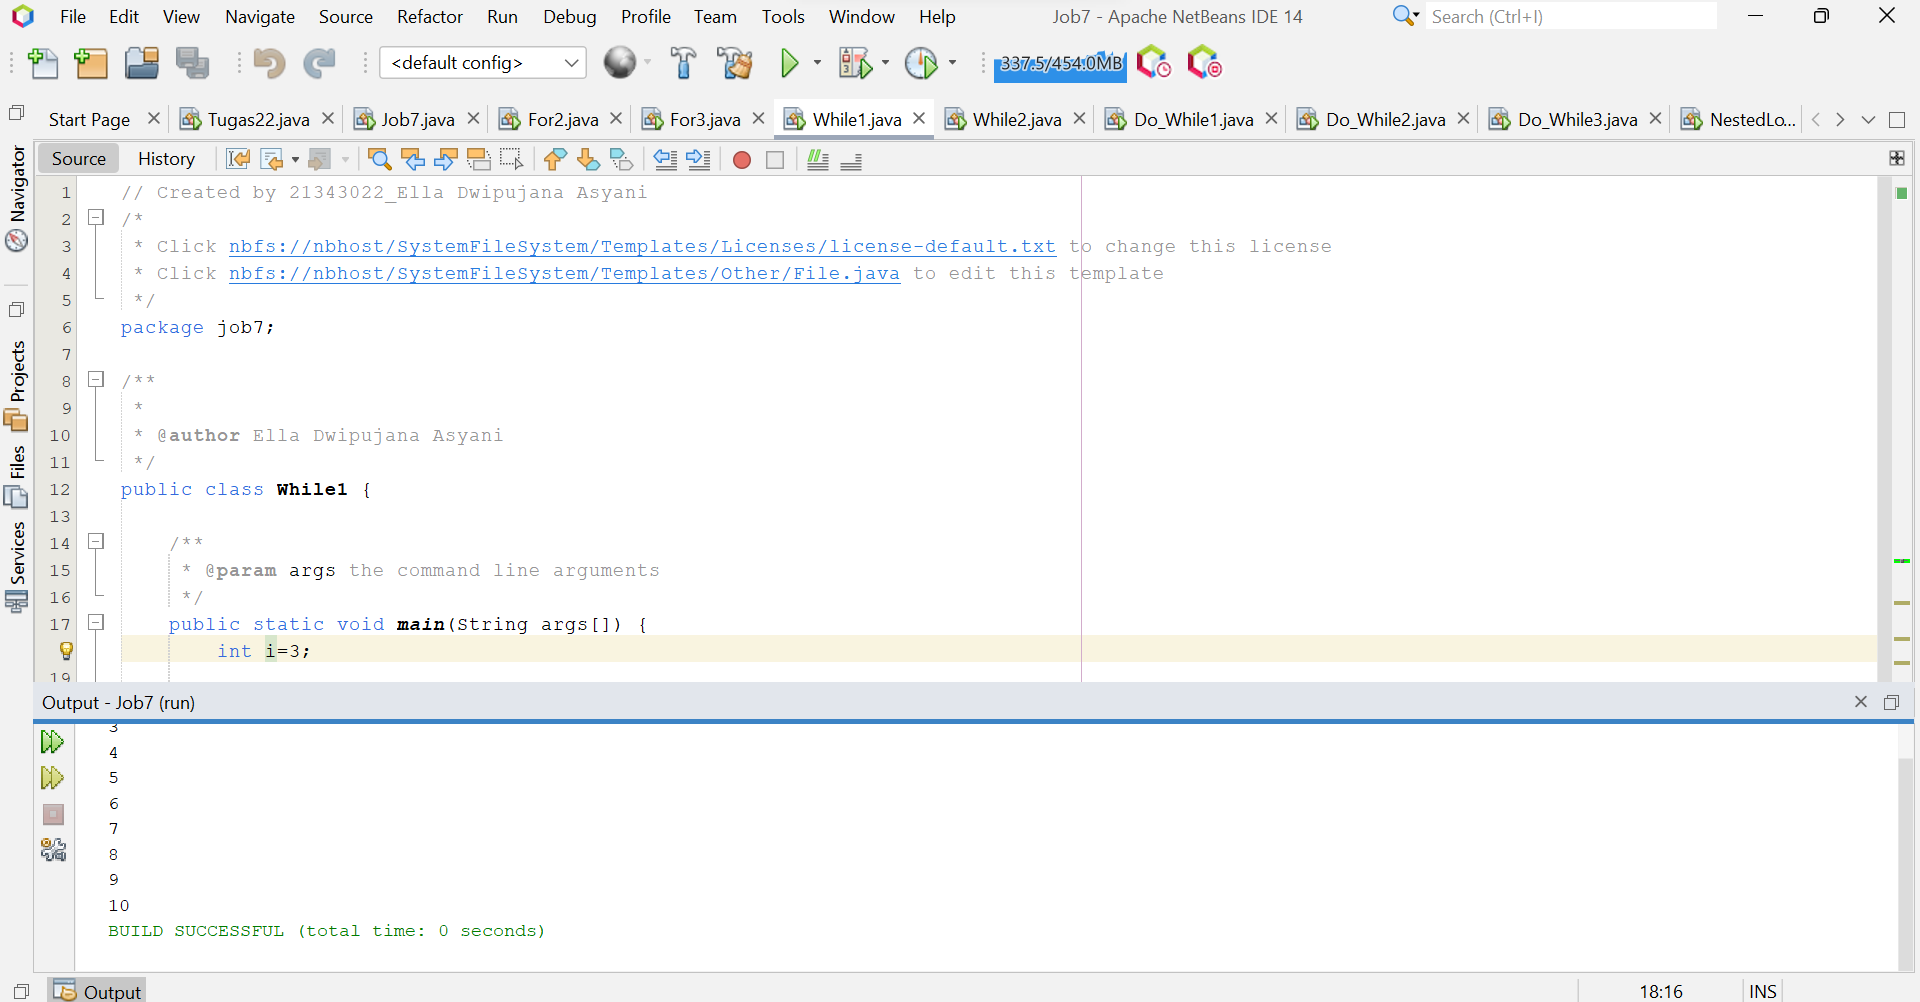 File Edit View Navigate Source Refactor Run Debug Profile Team Tools Window Help Job7 - Apache NetBeans IDE 14 Search (Ctrl+I)
<default config> 337.5/454.0MB
Start Page Tugas22.java Job7.java For2.java For3.java While1.java While2.java Do_While1.java Do_While2.java Do_While3.java NestedLo...
Source History
Navigator
Projects
Files
Services
1 // Created by 21343022_Ella Dwipujana Asyani
2 /*
3 * Click nbfs://nbhost/SystemFileSystem/Templates/Licenses/license-default.txt to change this license
4 * Click nbfs://nbhost/SystemFileSystem/Templates/Other/File.java to edit this template
5 */
6 package job7;
7
8 /**
9 *
10 * @author Ella Dwipujana Asyani
11 */
12 public class While1 {
13
14 /**
15 * @param args the command line arguments
16 */
17 public static void main(String args[]) {
int i=3;
19
Output - Job7 (run)
3
4
5
6
7
8
9
10
BUILD SUCCESSFUL (total time: 0 seconds)
Output 18:16 INS